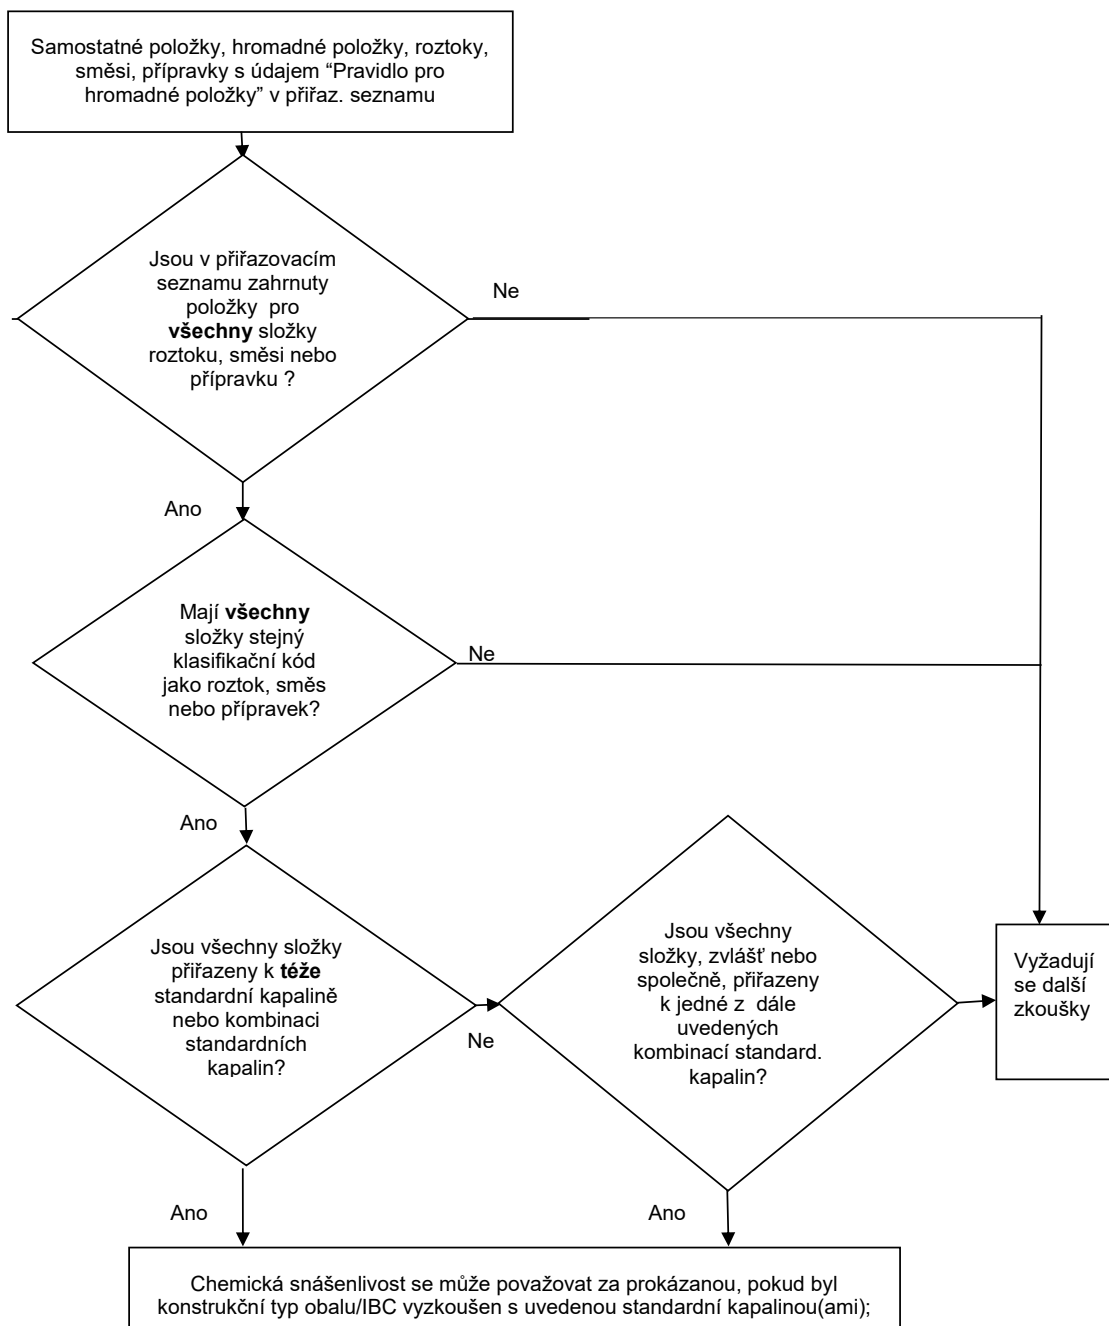 Samostatné položky, hromadné položky, roztoky,
směsi, přípravky s údajem “Pravidlo pro
hromadné položky” v přiřaz. seznamu
Jsou v přiřazovacím
seznamu zahrnuty
položky pro
všechny složky
roztoku, směsi nebo
přípravku ?
Ne
Ano
Mají všechny
složky stejný
klasifikační kód
jako roztok, směs
nebo přípravek?
Ne
Ano
Jsou všechny složky
přiřazeny k téže
standardní kapalině
nebo kombinaci
standardních
kapalin?
Ne
Jsou všechny
složky, zvlášť nebo
společně, přiřazeny
k jedné z dále
uvedených
kombinací standard.
kapalin?
Vyžadují
se další
zkoušky
Ano
Ano
Chemická snášenlivost se může považovat za prokázanou, pokud byl
konstrukční typ obalu/IBC vyzkoušen s uvedenou standardní kapalinou(ami);